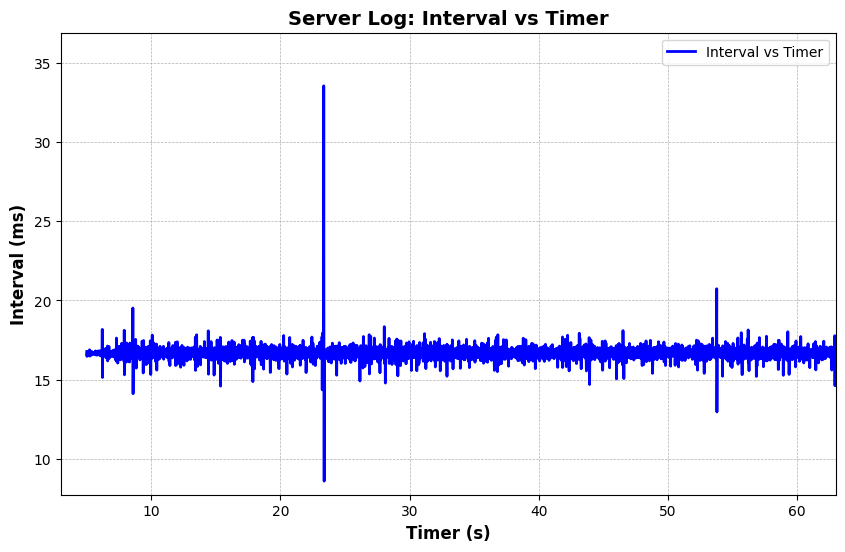 Server Log: Interval vs Timer
Interval vs Timer
35
30
25
20
15
10
Interval (ms)
10 20 30 40 50 60
Timer (s)